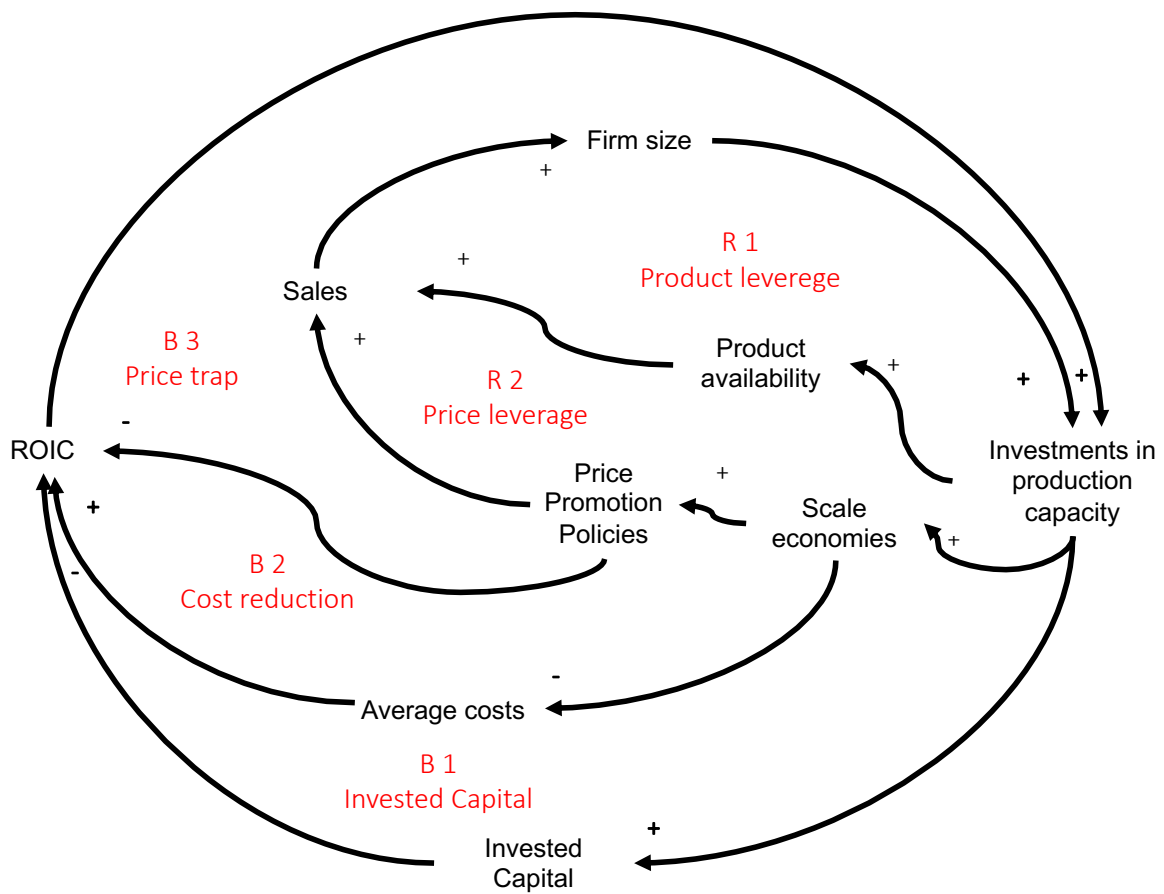 Firm size
+
R 1
Product leverege
+
Sales
+
B 3
Price trap
R 2
Price leverage
Product
availability
+
+
+
-
ROIC
Investments in
production
capacity
Price
Promotion
Policies
+
Scale
economies
+
+
-
B 2
Cost reduction
-
Average costs
B 1
Invested Capital
+
Invested
Capital